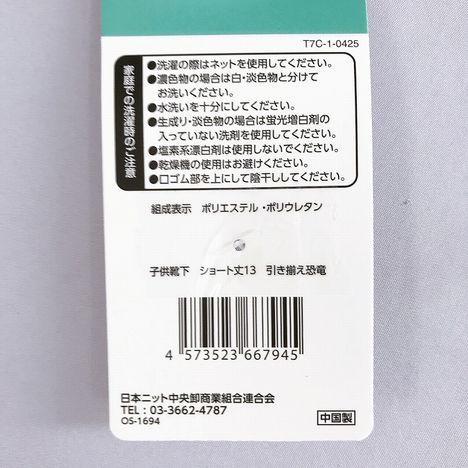 T7C-1-0425
家庭での洗濯時のご注意
●洗濯の際はネットを使用してください。
●濃色物の場合は白・淡色物と分けて
お洗いください。
●水洗いを十分にしてください。
●生成り・淡色物の場合は蛍光増白剤の
入っていない洗剤を使用してください。
●塩素系漂白剤は使用しないでください。
●乾燥機の使用はお避けください。
●口ゴム部を上にして陰干ししてください。
組成表示 ポリエステル・ポリウレタン
子供靴下 ショート丈13 引き揃え恐竜
4 573523 667945
日本ニット中央卸商業組合連合会
TEL : 03-3662-4787
OS-1694
中国製